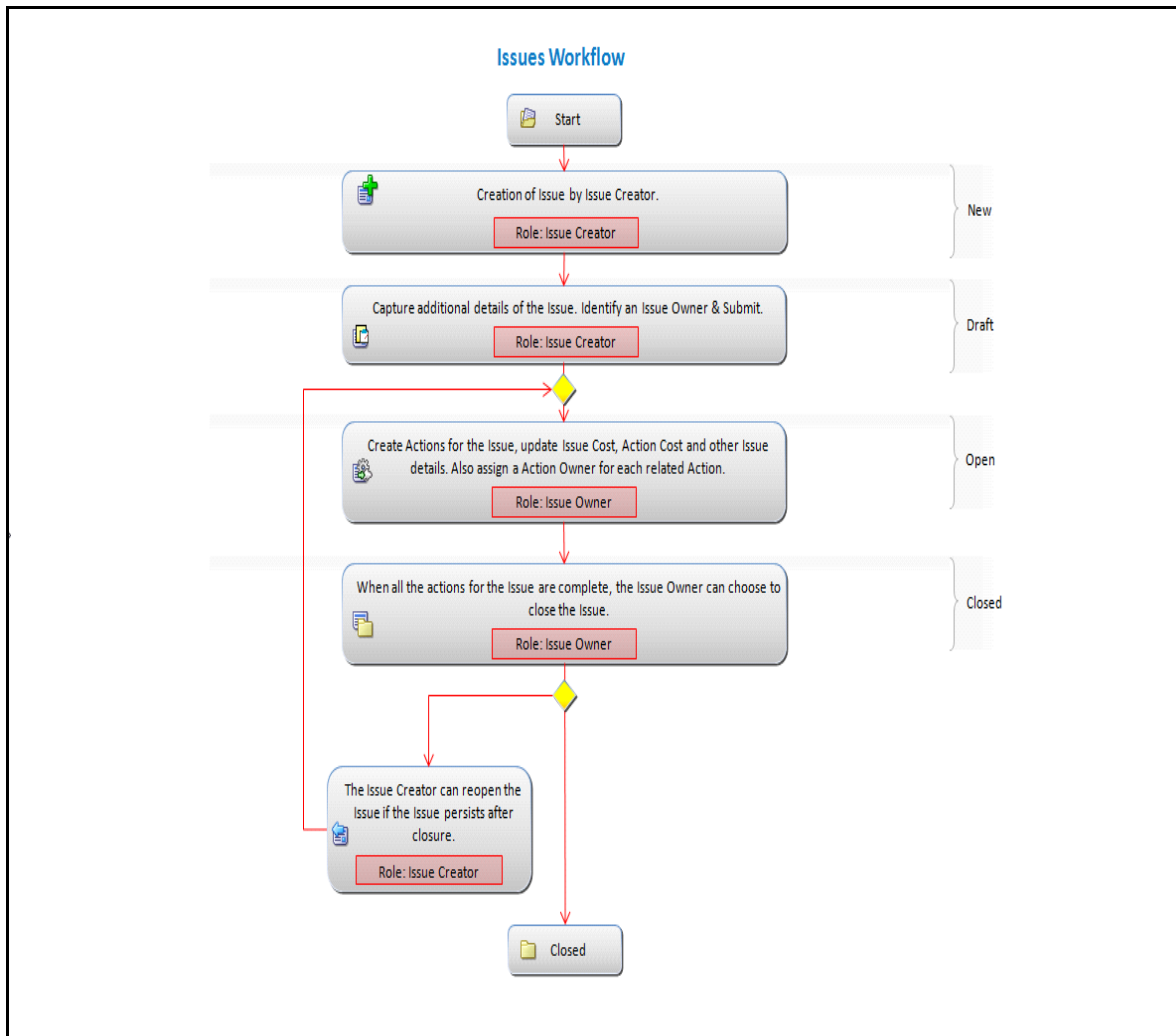 Issues Workflow
Start
Creation of Issue by Issue Creator.
Role: Issue Creator
New
Capture additional details of the Issue. Identify an Issue Owner & Submit.
Role: Issue Creator
Draft
Create Actions for the Issue, update Issue Cost, Action Cost and other Issue
details. Also assign a Action Owner for each related Action.
Role: Issue Owner
Open
When all the actions for the Issue are complete, the Issue Owner can choose to
close the Issue.
Role: Issue Owner
Closed
The Issue Creator can reopen the
Issue if the Issue persists after
closure.
Role: Issue Creator
Closed